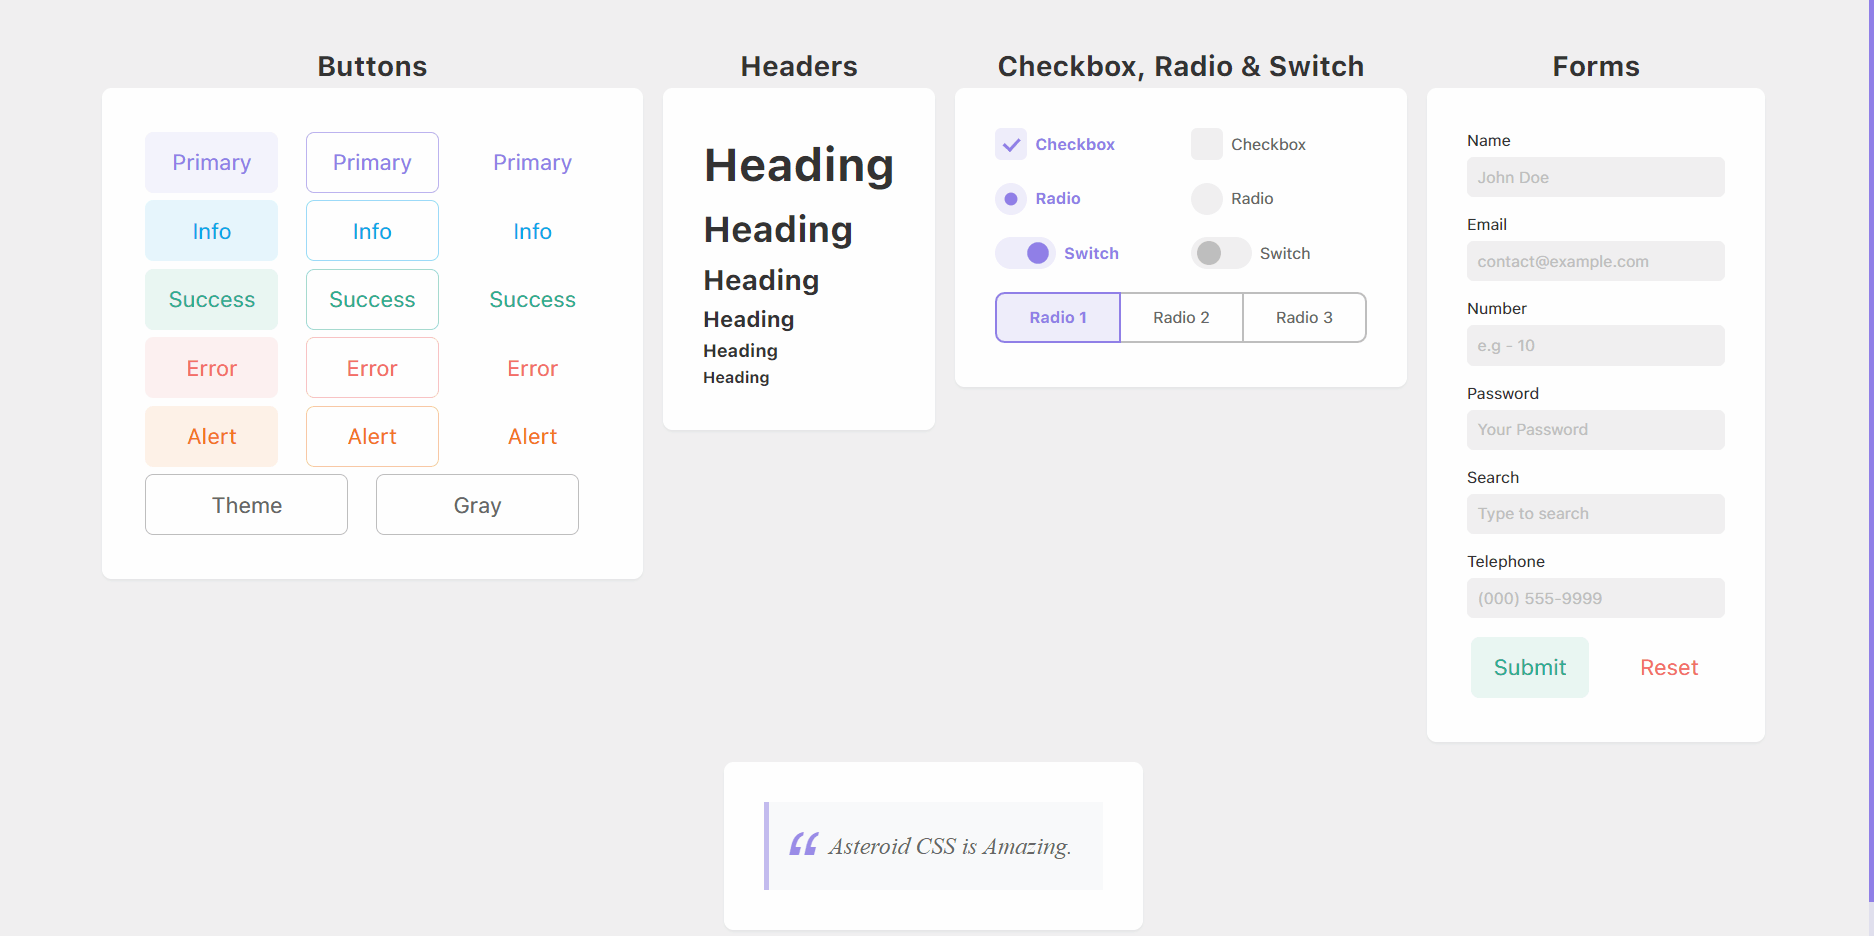 Buttons
Primary Primary Primary
Info Info Info
Success Success Success
Error Error Error
Alert Alert Alert
Theme Gray
Headers
Heading
Heading
Heading
Heading
Heading
Heading
Checkbox, Radio & Switch
Checkbox Checkbox
Radio Radio
Switch Switch
Radio 1 Radio 2 Radio 3
Forms
Name
John Doe
Email
contact@example.com
Number
e.g - 10
Password
Your Password
Search
Type to search
Telephone
(000) 555-9999
Submit Reset
“ Asteroid CSS is Amazing.